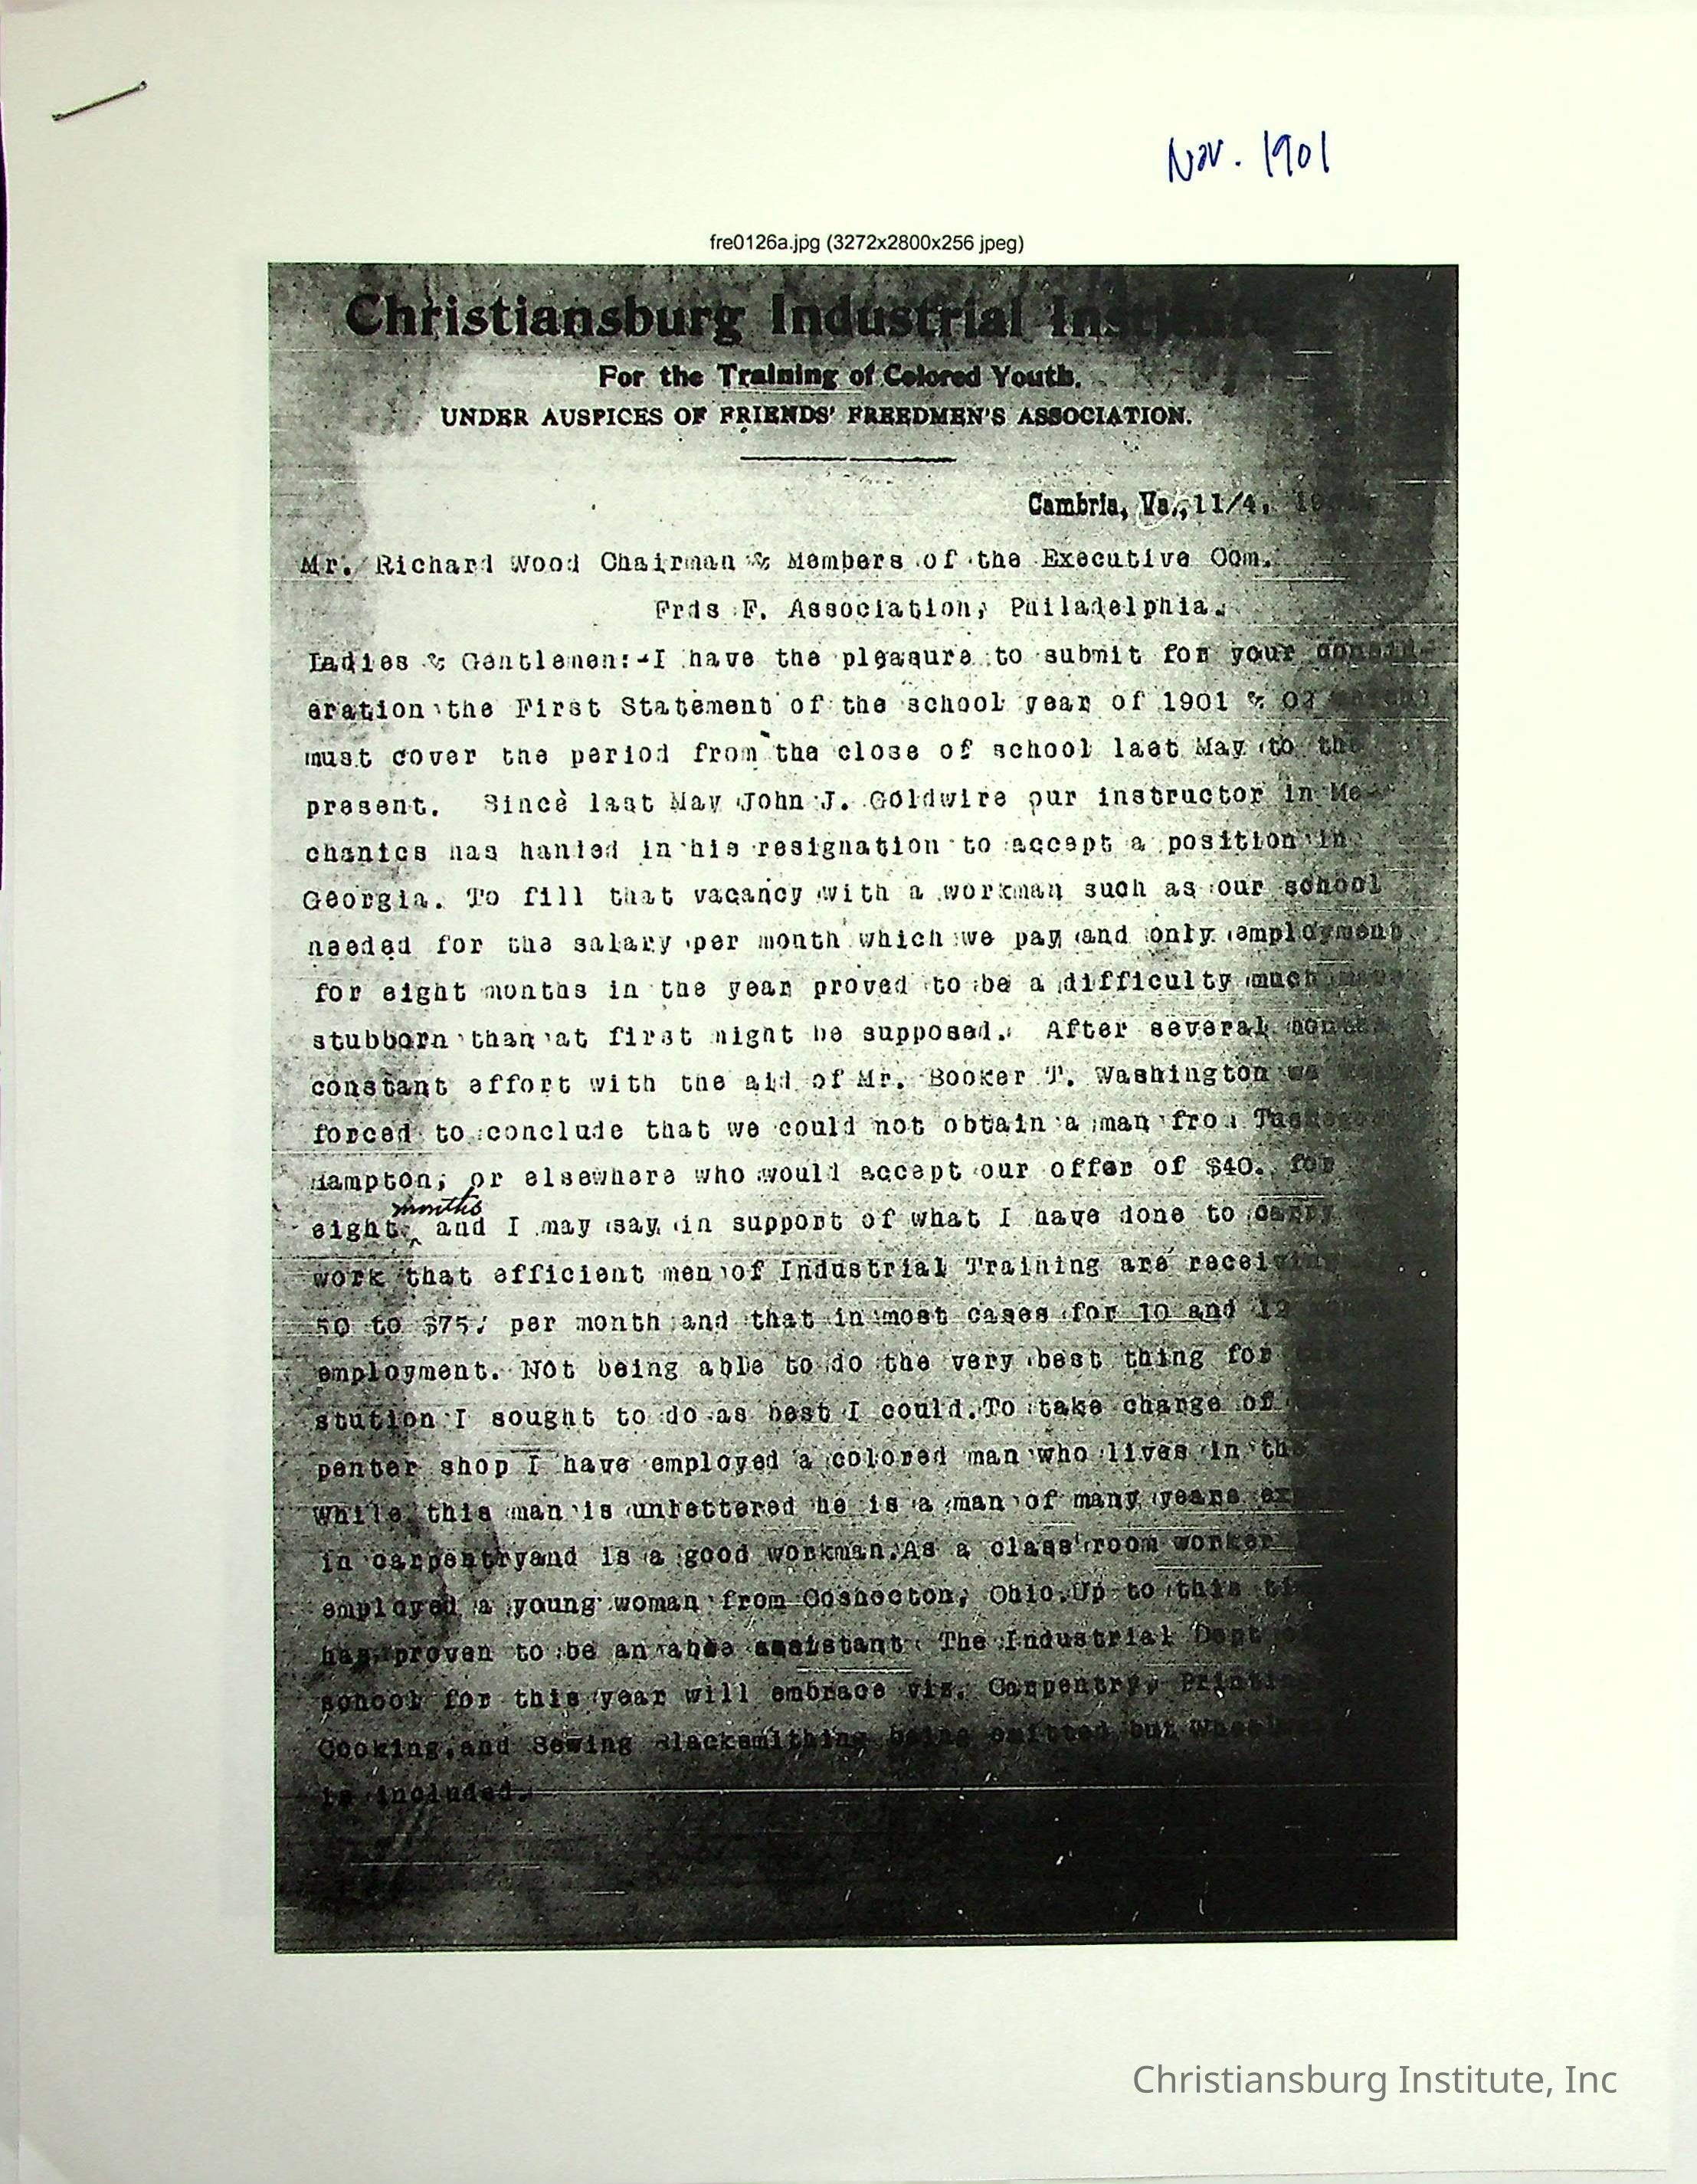 Nov. 1901
fre0126a.jpg (3272x2800x256 jpeg)
Christiansburg Industrial
For the Training of Colored Youth.
UNDER AUSPICES OF FRIENDS' FREEDMEN'S ASSOCIATION.
Cambria, Va., 11/4,
Mr. Richard Wood Chairman & Members of the Executive Com.
Frds F. Association, Philadelphia.
Ladies & Gentlemen:-I have the pleasure to submit for your
eration the First Statement of the school year of 1901 & 02
must cover the period from the close of school last May to the
present. Since last May John J. Goldwire our instructor in Me-
chanics has handed in his resignation to accept a position in
Georgia. To fill that vacancy with a workman such as our school
needed for the salary per month which we pay and only employment
for eight months in the year proved to be a difficulty much
stubborn than at first might be supposed. After several months
constant effort with the aid of Mr. Booker T. Washington we
forced to conclude that we could not obtain a man from
Hampton, or elsewhere who would accept our offer of $40. for
eight months and I may say in support of what I have done to carry
work that efficient men of Industrial Training are
50 to $75. per month and that in most cases for 10 and 12
employment. Not being able to do the very best thing for
stution I sought to do as best I could. To take charge of
penter shop I have employed a colored man who lives in the
While this man is unlettered he is a man of many years
in carpentryand is a good workman. As a class room worker
employed a young woman from Coshocton, Ohio. Up to this
has proven to be an able assistant The Industrial Dept
school for this year will embrace viz. Carpentry,
Cooking, and Sewing Blacksmithing being omitted but
is included.
Christiansburg Institute, Inc